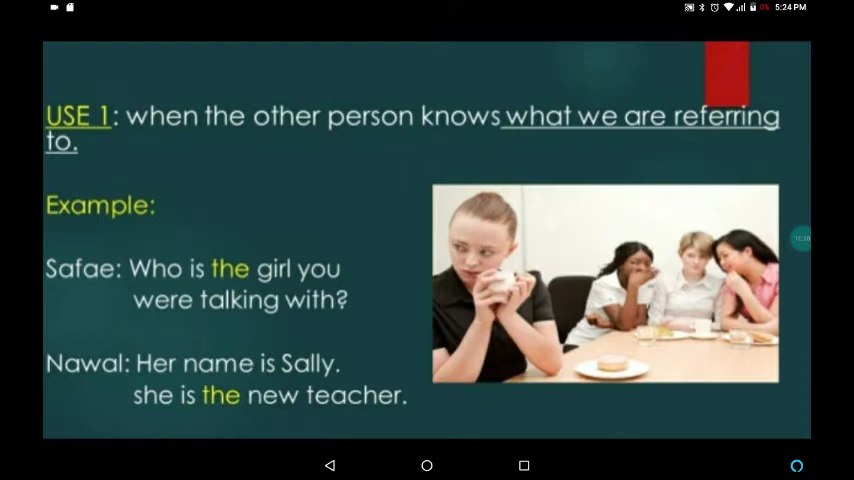 0% 5:24 PM
USE 1: when the other person knows what we are referring
to.
Example:
Safae: Who is the girl you
were talking with?
Nawal: Her name is Sally.
she is the new teacher.